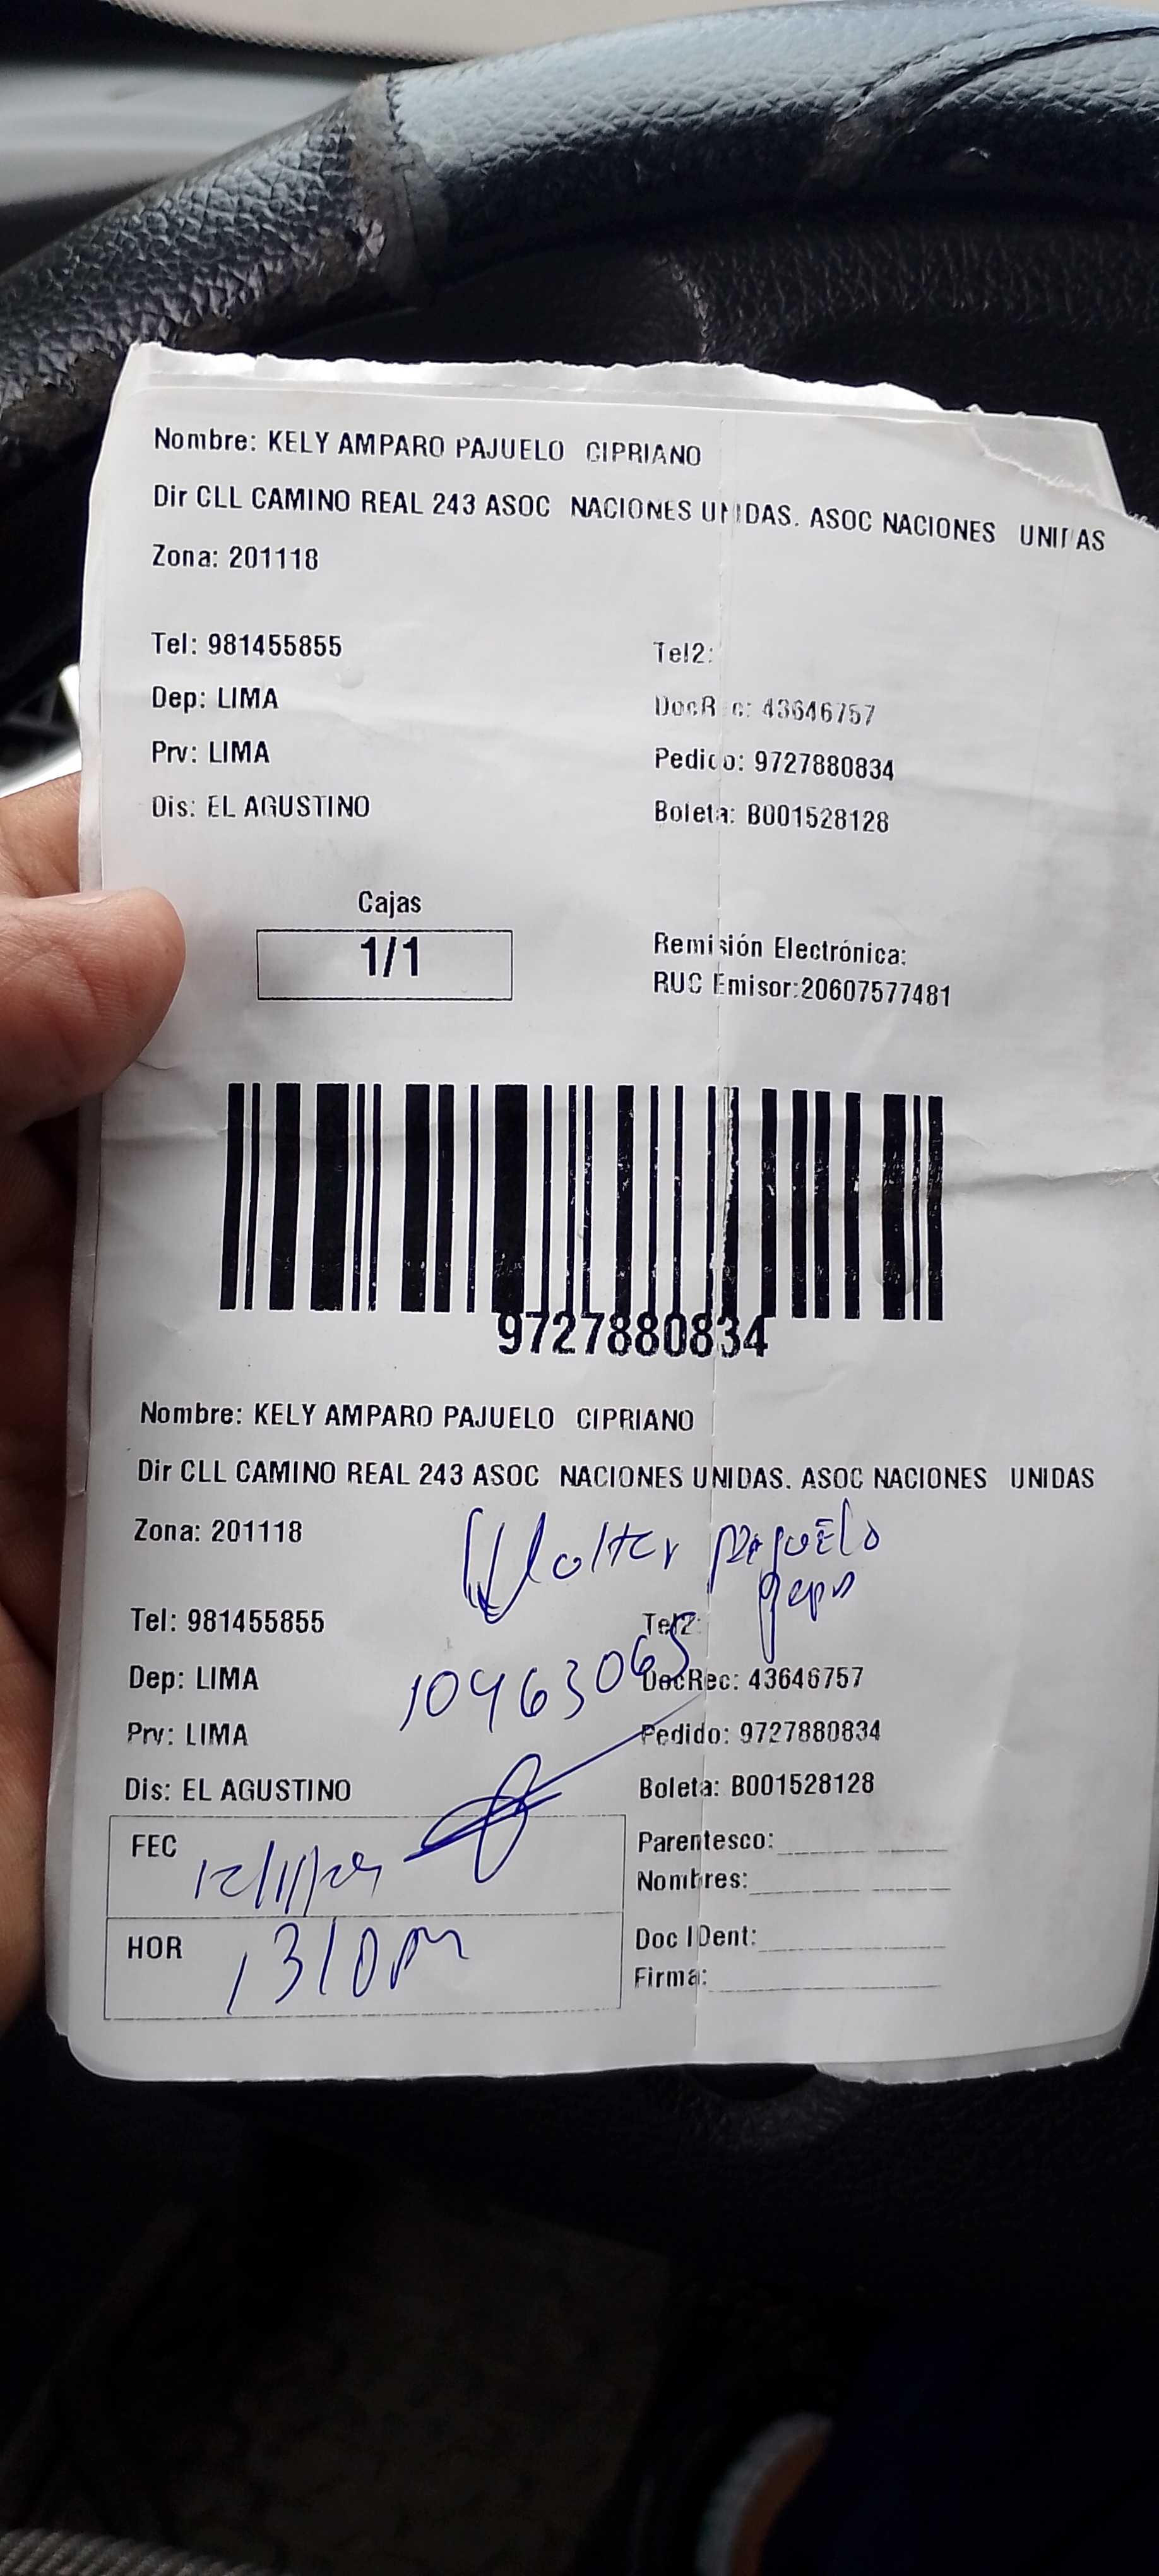 Nombre: KELY AMPARO PAJUELO CIPRIANO
Dir CLL CAMINO REAL 243 ASOC NACIONES UNIDAS. ASOC NACIONES UNIDAS
Zona: 201118
Tel: 981455855 Tel2:
Dep: LIMA DocRec: 43646757
Prv: LIMA Pedido: 9727880834
Dis: EL AGUSTINO Boleta: B001528128
Cajas
1/1
Remisión Electrónica:
RUC Emisor:20607577481
9727880834
Nombre: KELY AMPARO PAJUELO CIPRIANO
Dir CLL CAMINO REAL 243 ASOC NACIONES UNIDAS. ASOC NACIONES UNIDAS
Zona: 201118
Walter Pajuelo
Tel: 981455855 Tel2:
10463065
Dep: LIMA DocRec: 43646757
Prv: LIMA Pedido: 9727880834
Dis: EL AGUSTINO Boleta: B001528128
FEC
Parentesco:
Nombres:
HOR 1310pm
Doc IDent:
Firma: